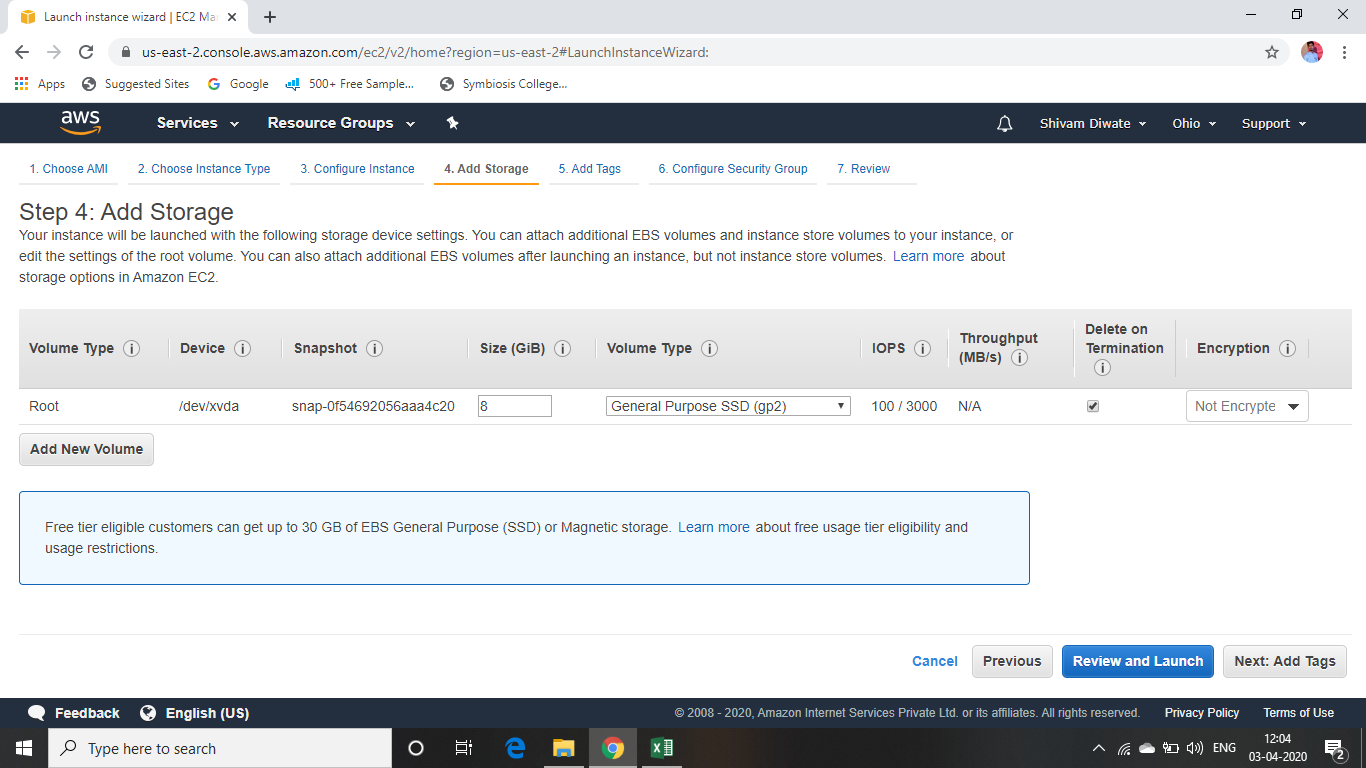 Launch instance wizard | EC2 Ma
us-east-2.console.aws.amazon.com/ec2/v2/home?region=us-east-2#LaunchInstanceWizard:
Apps Suggested Sites Google 500+ Free Sample... Symbiosis College...
aws Services Resource Groups Shivam Diwate Ohio Support
1. Choose AMI 2. Choose Instance Type 3. Configure Instance 4. Add Storage 5. Add Tags 6. Configure Security Group 7. Review
Step 4: Add Storage
Your instance will be launched with the following storage device settings. You can attach additional EBS volumes and instance store volumes to your instance, or
edit the settings of the root volume. You can also attach additional EBS volumes after launching an instance, but not instance store volumes. Learn more about
storage options in Amazon EC2.
Volume Type i Device i Snapshot i Size (GiB) i Volume Type i IOPS i Throughput (MB/s) i Delete on Termination i Encryption i
Root /dev/xvda snap-0f54692056aaa4c20 8 General Purpose SSD (gp2) 100 / 3000 N/A Not Encrypte
Add New Volume
Free tier eligible customers can get up to 30 GB of EBS General Purpose (SSD) or Magnetic storage. Learn more about free usage tier eligibility and
usage restrictions.
Cancel Previous Review and Launch Next: Add Tags
Feedback English (US) © 2008 - 2020, Amazon Internet Services Private Ltd. or its affiliates. All rights reserved. Privacy Policy Terms of Use
Type here to search ENG 12:04
03-04-2020 2